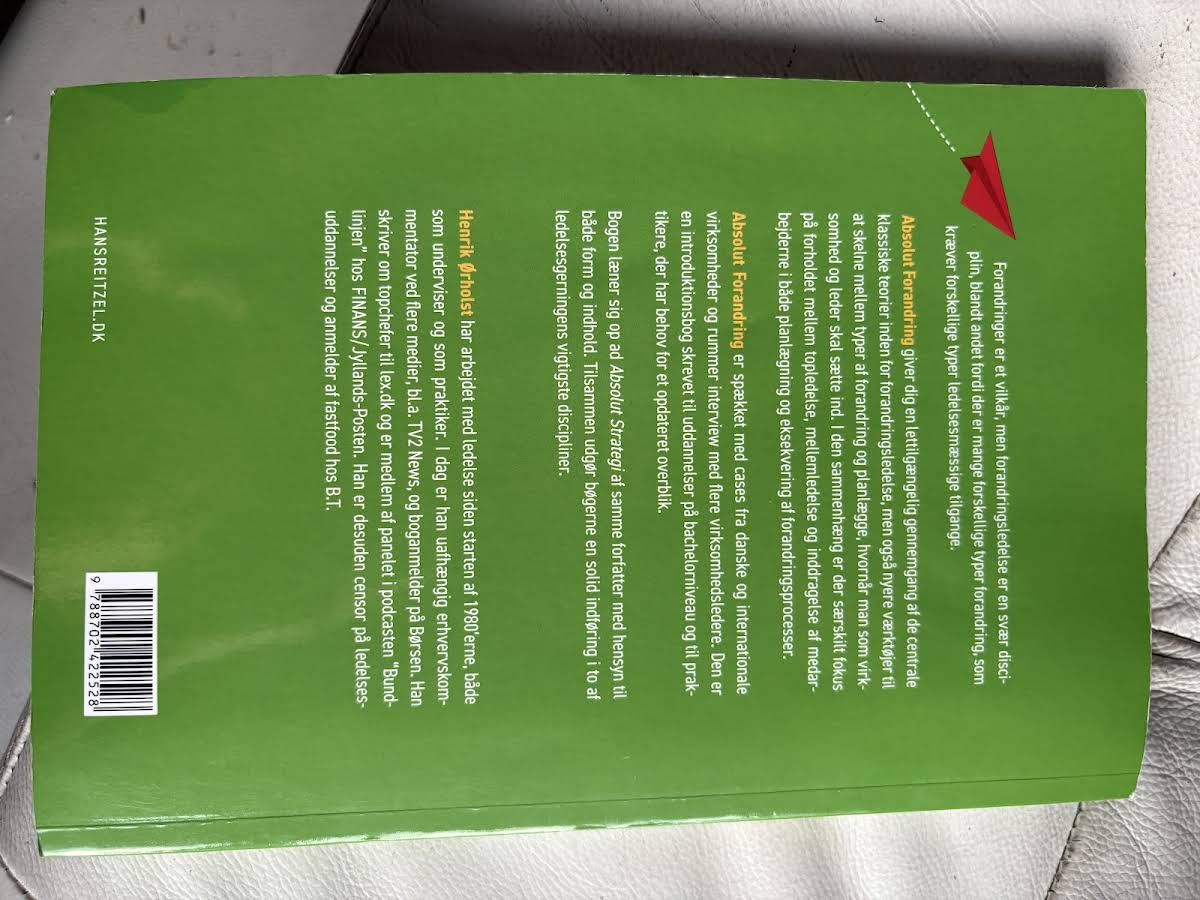 Forandringer er et vilkår, men forandringsledelse er en svær disci-
plin, blandt andet fordi der er mange forskellige typer forandring, som
kræver forskellige typer ledelsesmæssige tilgange.
Absolut Forandring giver dig en lettilgængelig gennemgang af de centrale
klassiske teorier inden for forandringsledelse, men også nyere værktøjer til
at skelne mellem typer af forandring og planlægge, hvornår man som virk-
somhed og leder skal sætte ind. I den sammenhæng er der særskilt fokus
på forholdet mellem topledelse, mellemledelse og inddragelse af medar-
bejderne i både planlægning og eksekvering af forandringsprocesser.
Absolut Forandring er spækket med cases fra danske og internationale
virksomheder og rummer interview med flere virksomhedsledere. Den er
en introduktionsbog skrevet til uddannelser på bachelorniveau og til prak-
tikere, der har behov for et opdateret overblik.
Bogen læner sig op ad Absolut Strategi af samme forfatter med hensyn til
både form og indhold. Tilsammen udgør bøgerne en solid indføring i to af
ledelsesgerningens vigtigste discipliner.
Henrik Ørholst har arbejdet med ledelse siden starten af 1980'erne, både
som underviser og som praktiker. I dag er han uafhængig erhvervskom-
mentator ved flere medier, bl.a. TV2 News, og boganmelder på Børsen. Han
skriver om topchefer til lex.dk og er medlem af panelet i podcasten "Bund-
linjen" hos FINANS/Jyllands-Posten. Han er desuden censor på ledelses-
uddannelser og anmelder af fastfood hos B.T.
HANSREITZEL.DK
9 788702 422528